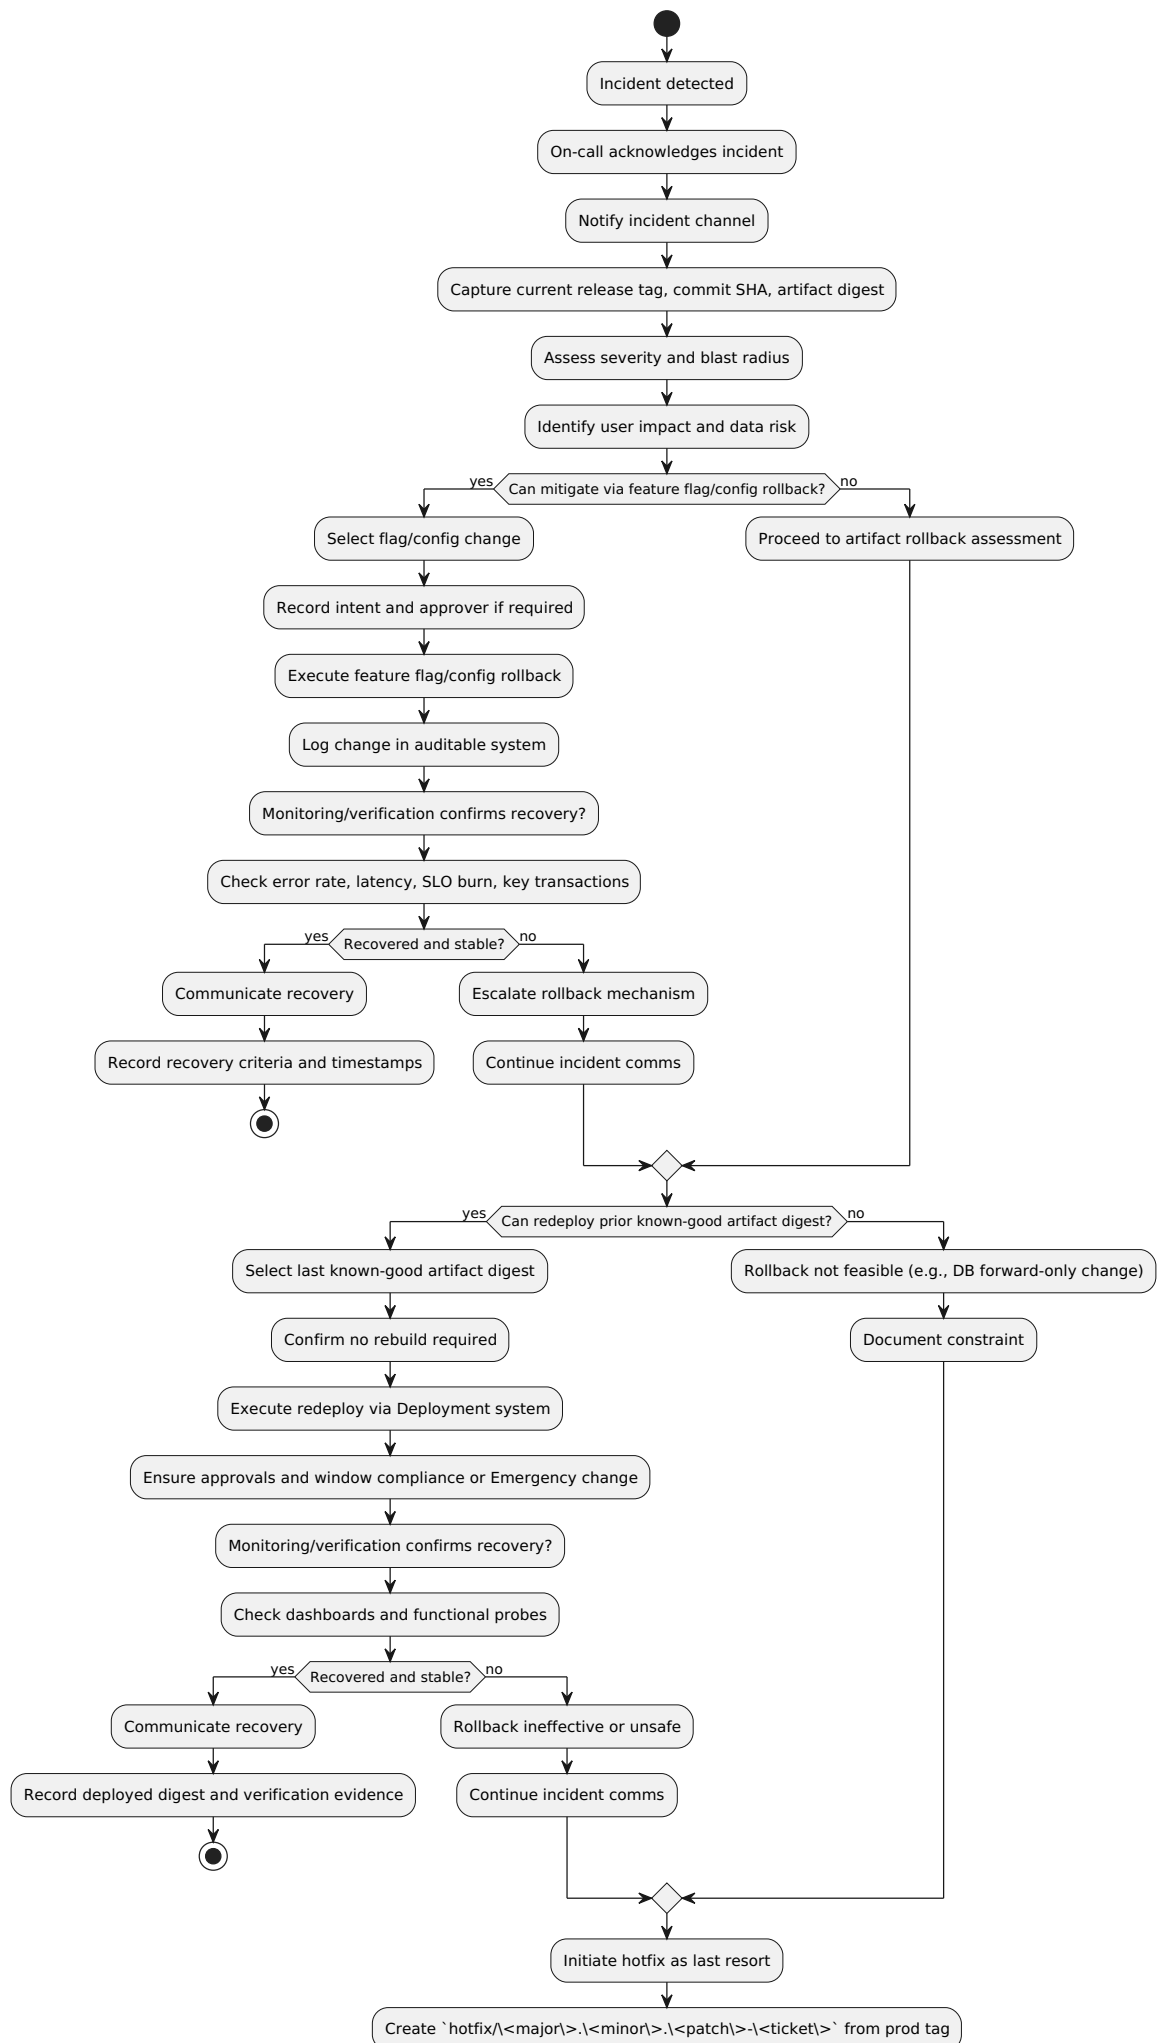 Incident detected
On-call acknowledges incident
Notify incident channel
Capture current release tag, commit SHA, artifact digest
Assess severity and blast radius
Identify user impact and data risk
yes
Can mitigate via feature flag/config rollback?
no
Select flag/config change
Proceed to artifact rollback assessment
Record intent and approver if required
Execute feature flag/config rollback
Log change in auditable system
Monitoring/verification confirms recovery?
Check error rate, latency, SLO burn, key transactions
yes
Recovered and stable?
no
Communicate recovery
Escalate rollback mechanism
Record recovery criteria and timestamps
Continue incident comms
yes
Can redeploy prior known-good artifact digest?
no
Select last known-good artifact digest
Rollback not feasible (e.g., DB forward-only change)
Confirm no rebuild required
Document constraint
Execute redeploy via Deployment system
Ensure approvals and window compliance or Emergency change
Monitoring/verification confirms recovery?
Check dashboards and functional probes
yes
Recovered and stable?
no
Communicate recovery
Rollback ineffective or unsafe
Record deployed digest and verification evidence
Continue incident comms
Initiate hotfix as last resort
Create `hotfix/\<major\>.\<minor\>.\<patch\>-\<ticket\>` from prod tag